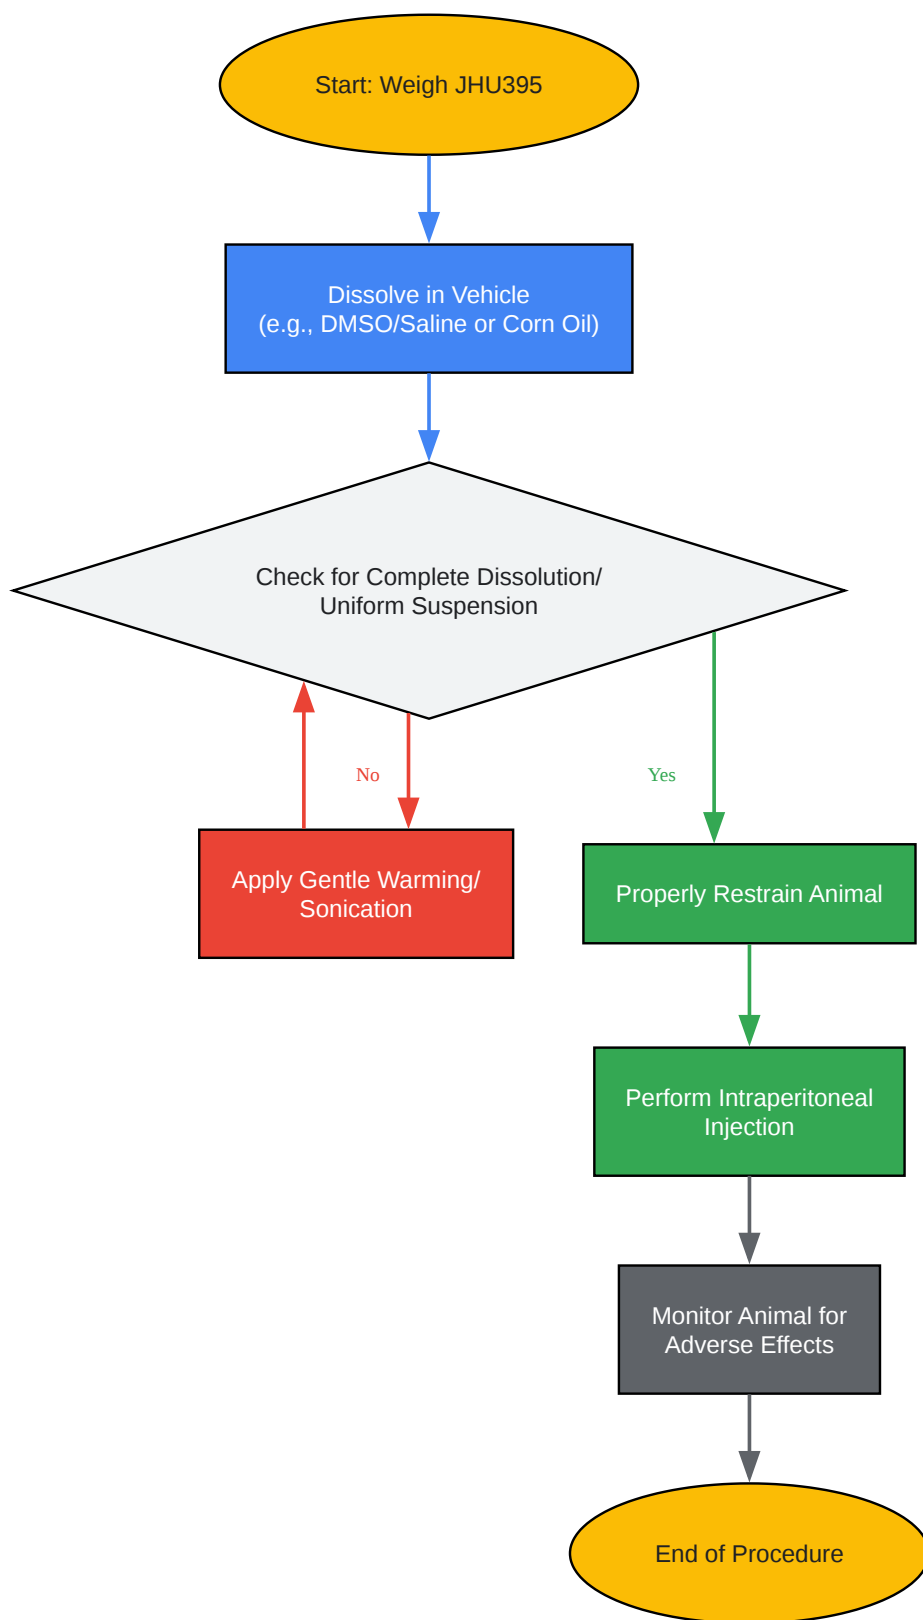 Start: Weigh JHU395
Dissolve in Vehicle
(e.g., DMSO/Saline or Corn Oil)
Check for Complete Dissolution/
Uniform Suspension
No
Yes
Apply Gentle Warming/
Sonication
Properly Restrain Animal
Perform Intraperitoneal
Injection
Monitor Animal for
Adverse Effects
End of Procedure